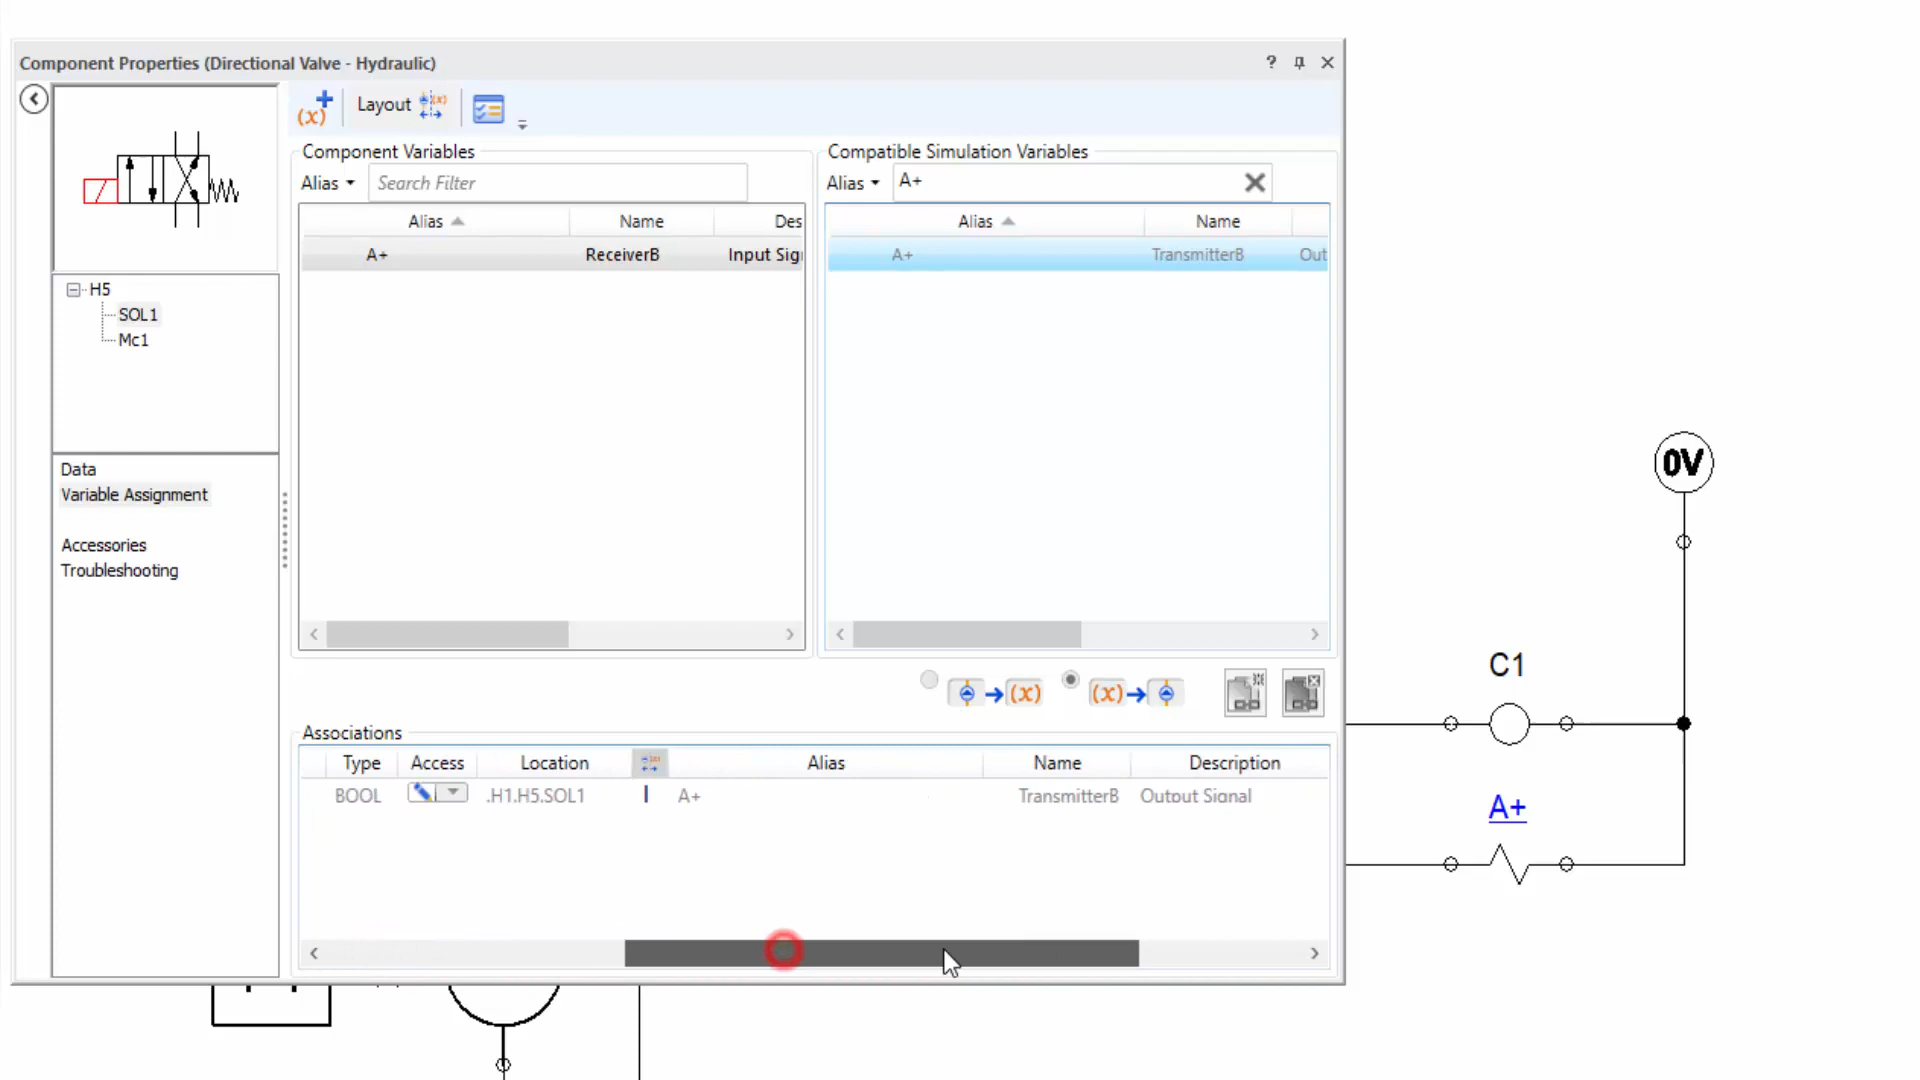 Component Properties (Directional Valve - Hydraulic)
?
(x)
Layout
Component Variables
Alias
Search Filter
Alias Name Des
A+ ReceiverB Input Sig
Compatible Simulation Variables
Alias A+
Alias Name
A+ TransmitterB Out
H5
SOL1
Mc1
Data
Variable Assignment
Accessories
Troubleshooting
(x) (x)
Associations
Type Access Location Alias Name Description
BOOL .H1.H5.SOL1 I A+ TransmitterB Output Signal
0V
C1
A+